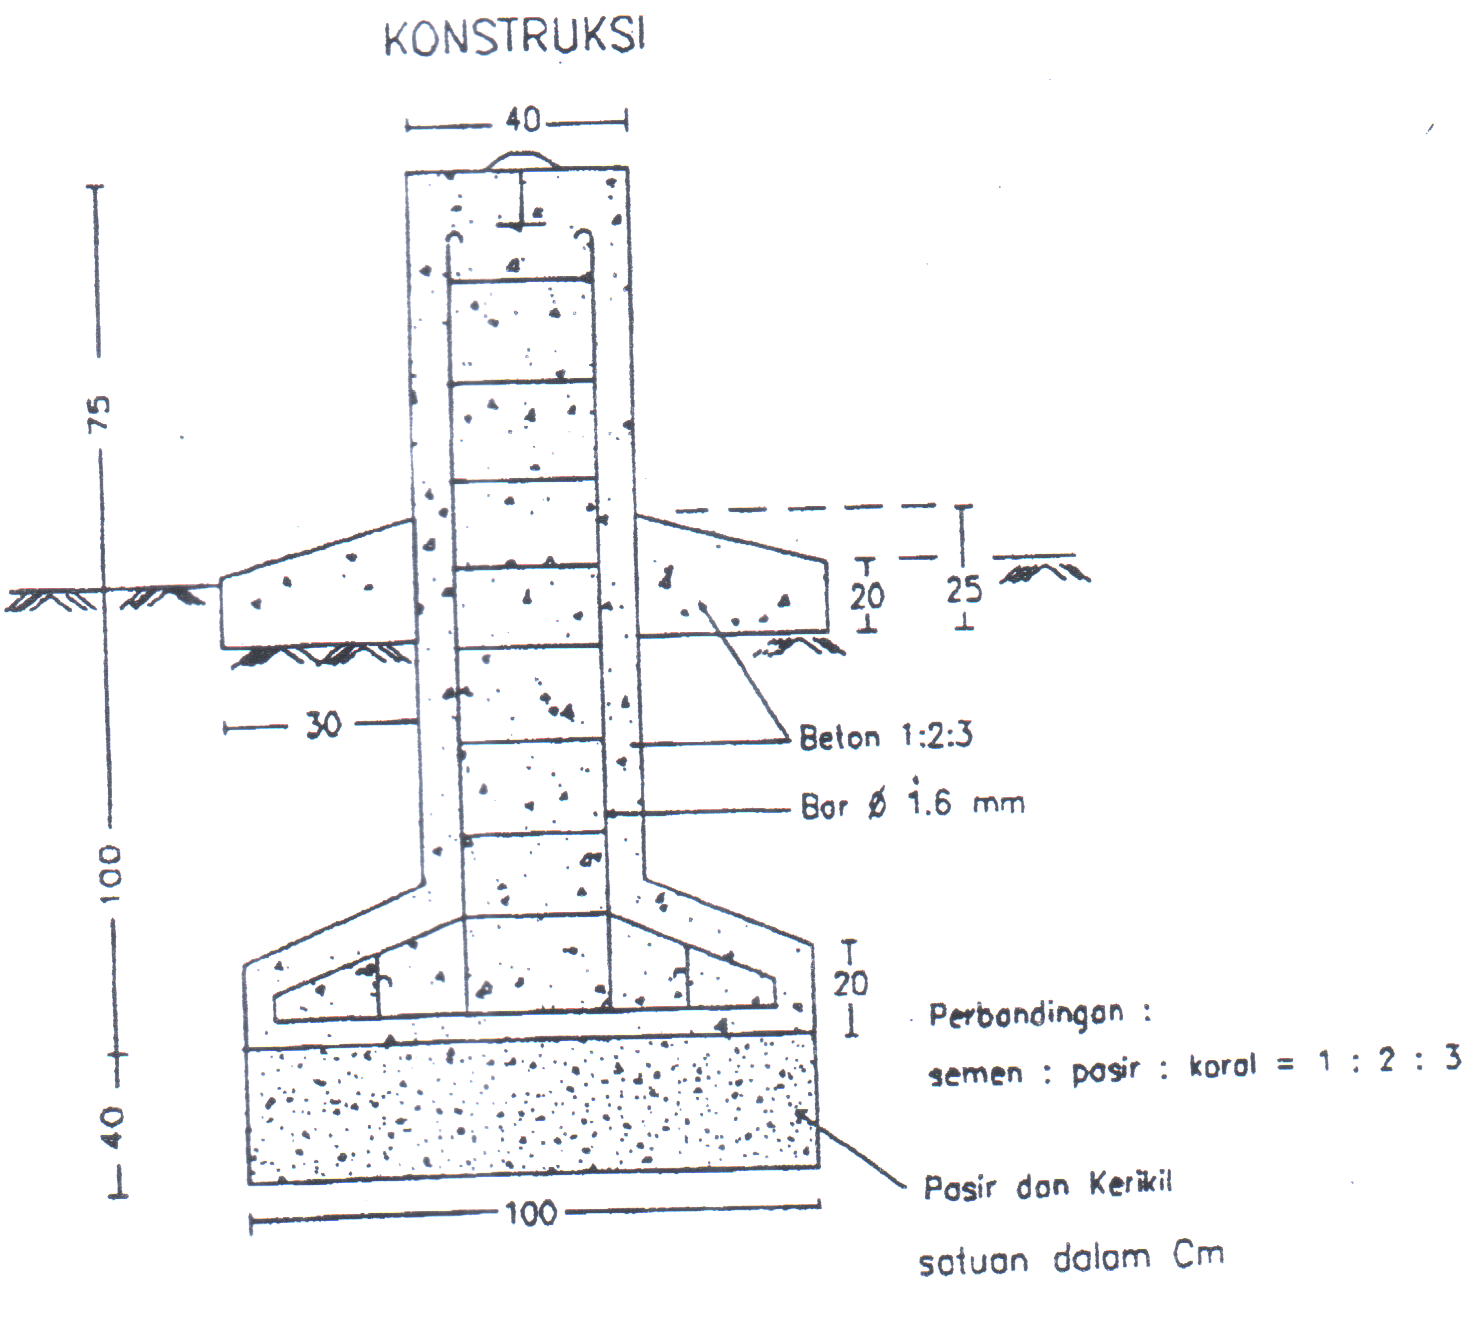 KONSTRUKSI
40
75
20
25
30
Beton 1:2:3
Bar Ø 1.6 mm
100
20
Perbandingan :
semen : pasir : koral = 1 : 2 : 3
40
Pasir dan Kerikil
100
satuan dalam Cm